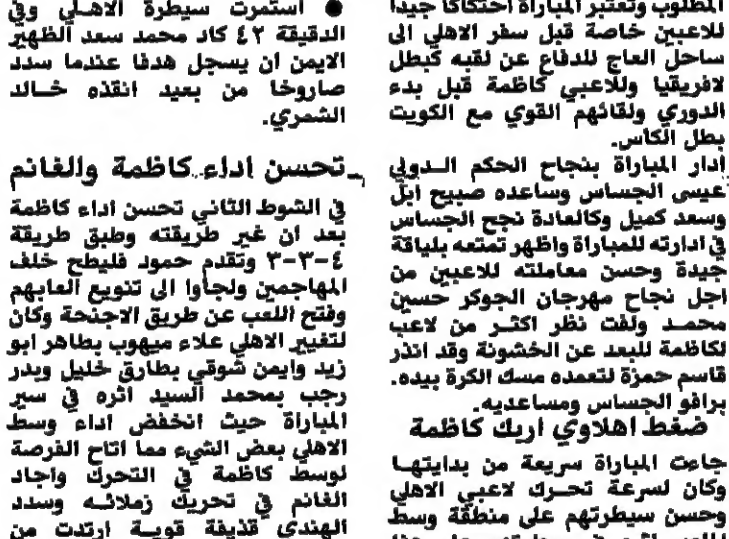 المطلوب وتعتبر المباراة احتكاكا جيدا
للاعبين خاصة قبل سفر الاهلي الى
ساحل العاج للدفاع عن لقبه كبطل
لافريقيا وللاعبي كاظمة قبل بدء
الدوري ولقائهم القوي مع الكويت
بطل الكاس.
ادار المباراة بنجاح الحكم الـدولي
عيسى الجساس وساعده صبيح ابل
وسعد كميل وكالعادة نجح الجساس
في ادارته للمباراة واظهر تمتعه بلياقة
جيدة وحسن معاملته للاعبين من
اجل نجاح مهرجان الجوكر حسين
محمـد ولفت نظر اكثـر من لاعب
لكاظمة للبعد عن الخشونة وقد انذر
قاسم حمزة لتعمده مسك الكرة بيده.
برافو الجساس ومساعديه.
ضغط اهلاوي اربك كاظمة
جاءت المباراة سريعة من بدايتهـا
وكان لسرعة تحـرك لاعبي الاهلي
وحسن سيطرتهم على منطقة وسط
● استمرت سيطرة الاهـلي وفي
الدقيقة ٤٢ كاد محمد سعد الظهير
الايمن ان يسجل هدفا عندما سدد
صاروخا من بعيد انقذه خـالد
الشمري.
تحسن اداء كاظمة والغانم
في الشوط الثاني تحسن اداء كاظمة
بعد ان غير طريقته وطبق طريقة
٤-٣-٣ وتقدم حمود فليطح خلف
المهاجمين ولجأوا الى تنويع العابهم
وفتح اللعب عن طريق الاجنحة وكان
لتغيير الاهلي علاء ميهوب بطاهر ابو
زيد وايمن شوقي بطارق خليل وبدر
رجب بمحمد السيد اثره في سير
المباراة حيث انخفض اداء وسط
الاهلي بعض الشيء مما اتاح الفرصة
لوسط كاظمة في التحرك واجاد
الغانم في تحريك زملائـه وسدد
الهندي قذيفة قويـة ارتدت من